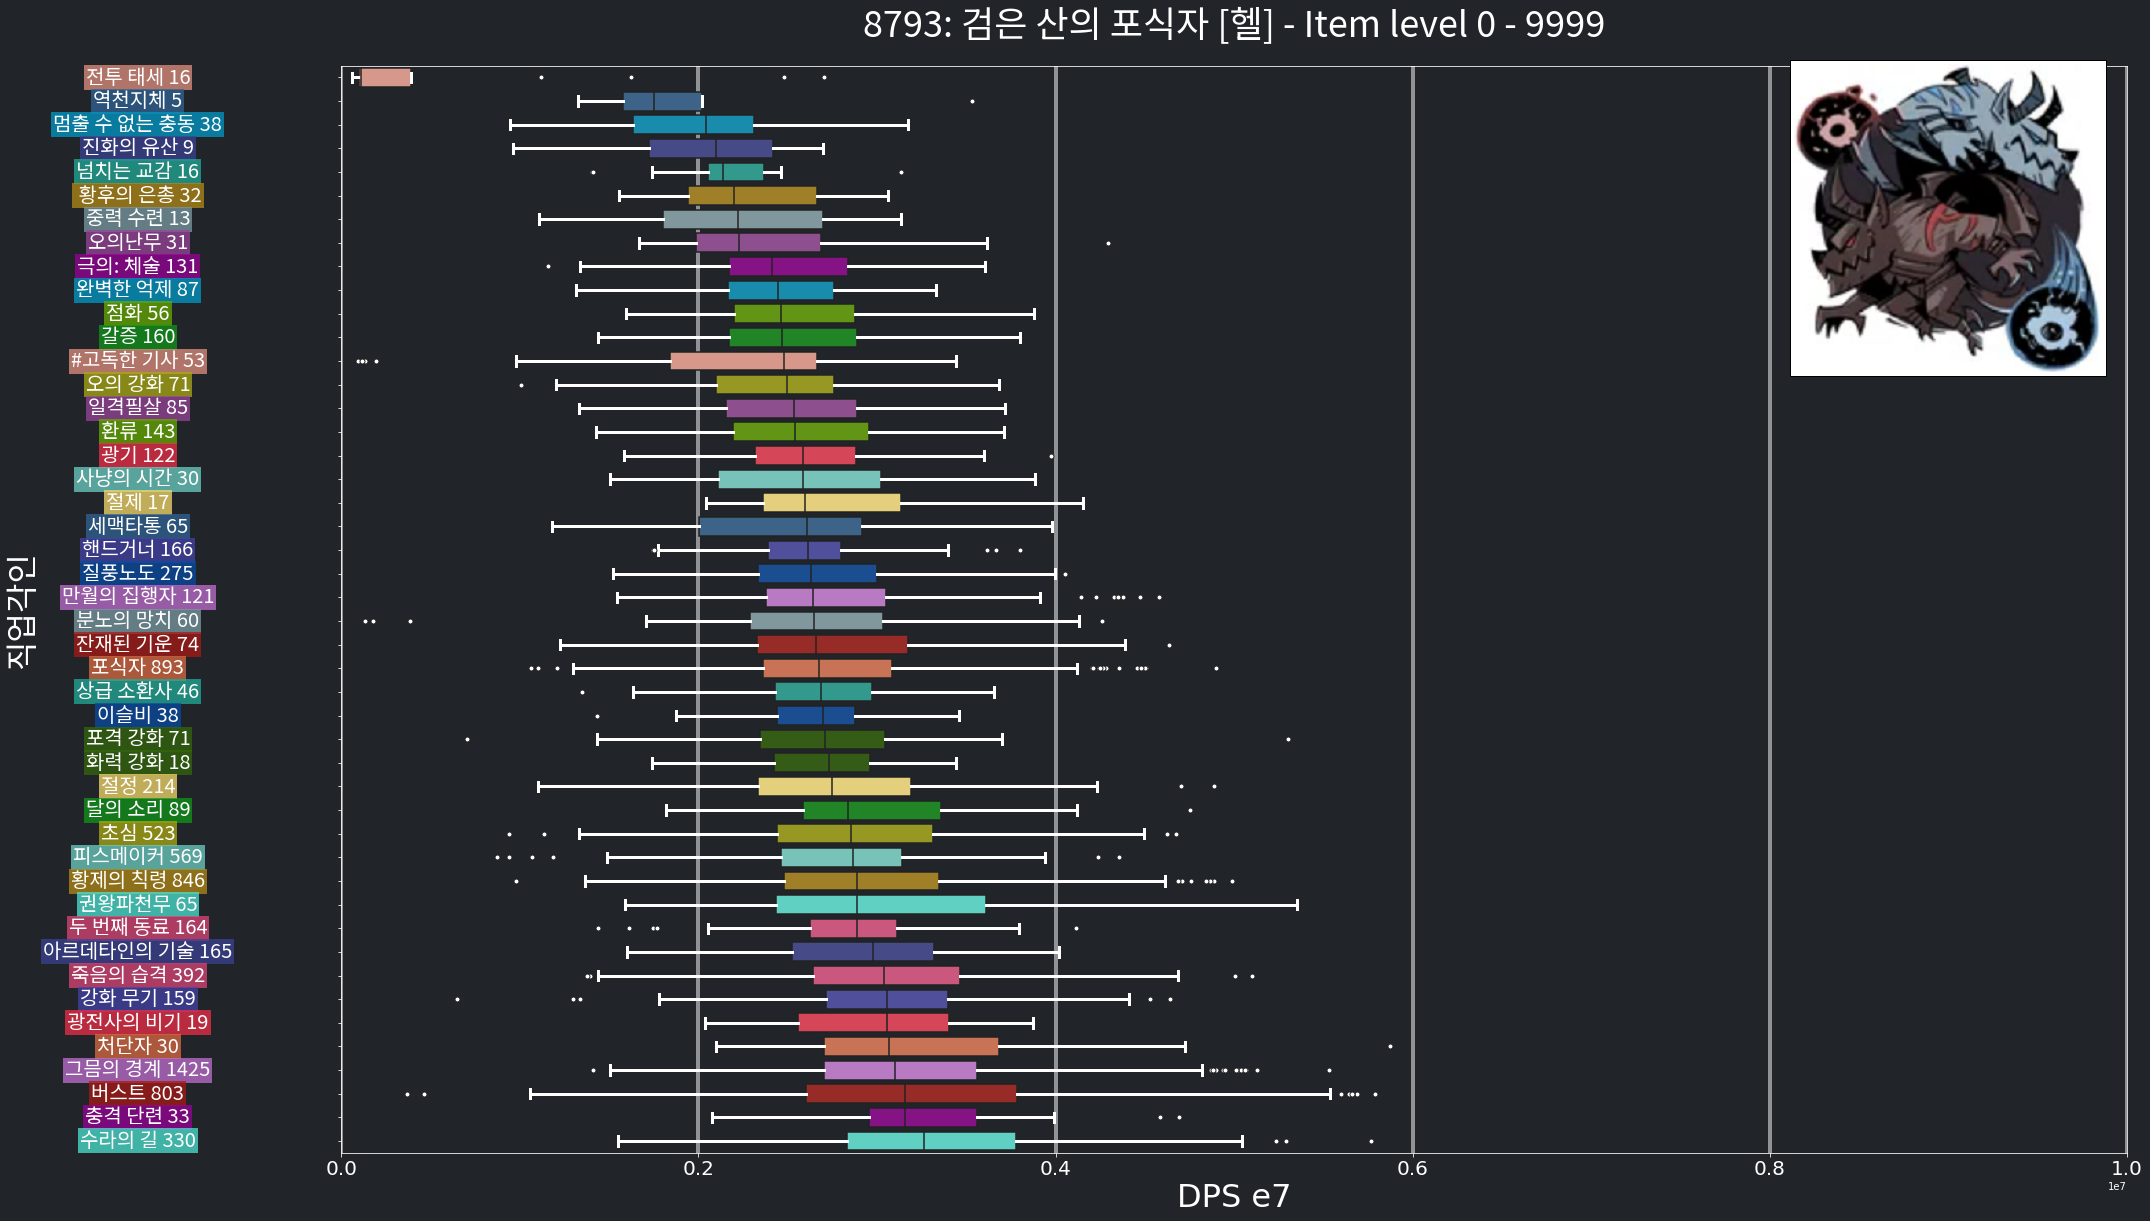 8793: 검은 산의 포식자 [헬] - Item level 0 - 9999
직업각인
전투 태세 16
역천지체 5
멈출 수 없는 충동 38
진화의 유산 9
넘치는 교감 16
황후의 은총 32
중력 수련 13
오의난무 31
극의: 체술 131
완벽한 억제 87
점화 56
갈증 160
#고독한 기사 53
오의 강화 71
일격필살 85
환류 143
광기 122
사냥의 시간 30
절제 17
세맥타통 65
핸드거너 166
질풍노도 275
만월의 집행자 121
분노의 망치 60
잔재된 기운 74
포식자 893
상급 소환사 46
이슬비 38
포격 강화 71
화력 강화 18
절정 214
달의 소리 89
초심 523
피스메이커 569
황제의 칙령 846
권왕파천무 65
두 번째 동료 164
아르데타인의 기술 165
죽음의 습격 392
강화 무기 159
광전사의 비기 19
처단자 30
그믐의 경계 1425
버스트 803
충격 단련 33
수라의 길 330
0.0 0.2 0.4 0.6 0.8 1.0
1e7
DPS e7